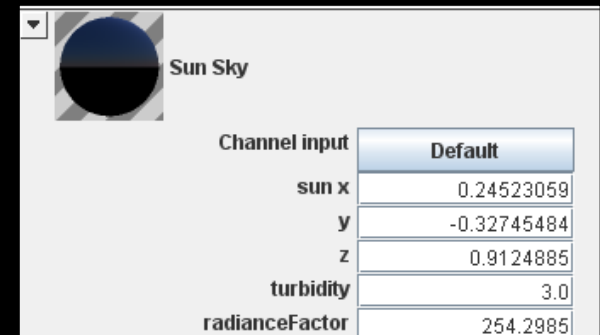 Sun Sky
Channel input Default
sun x 0.24523059
y -0.32745484
z 0.9124885
turbidity 3.0
radianceFactor 254.2985